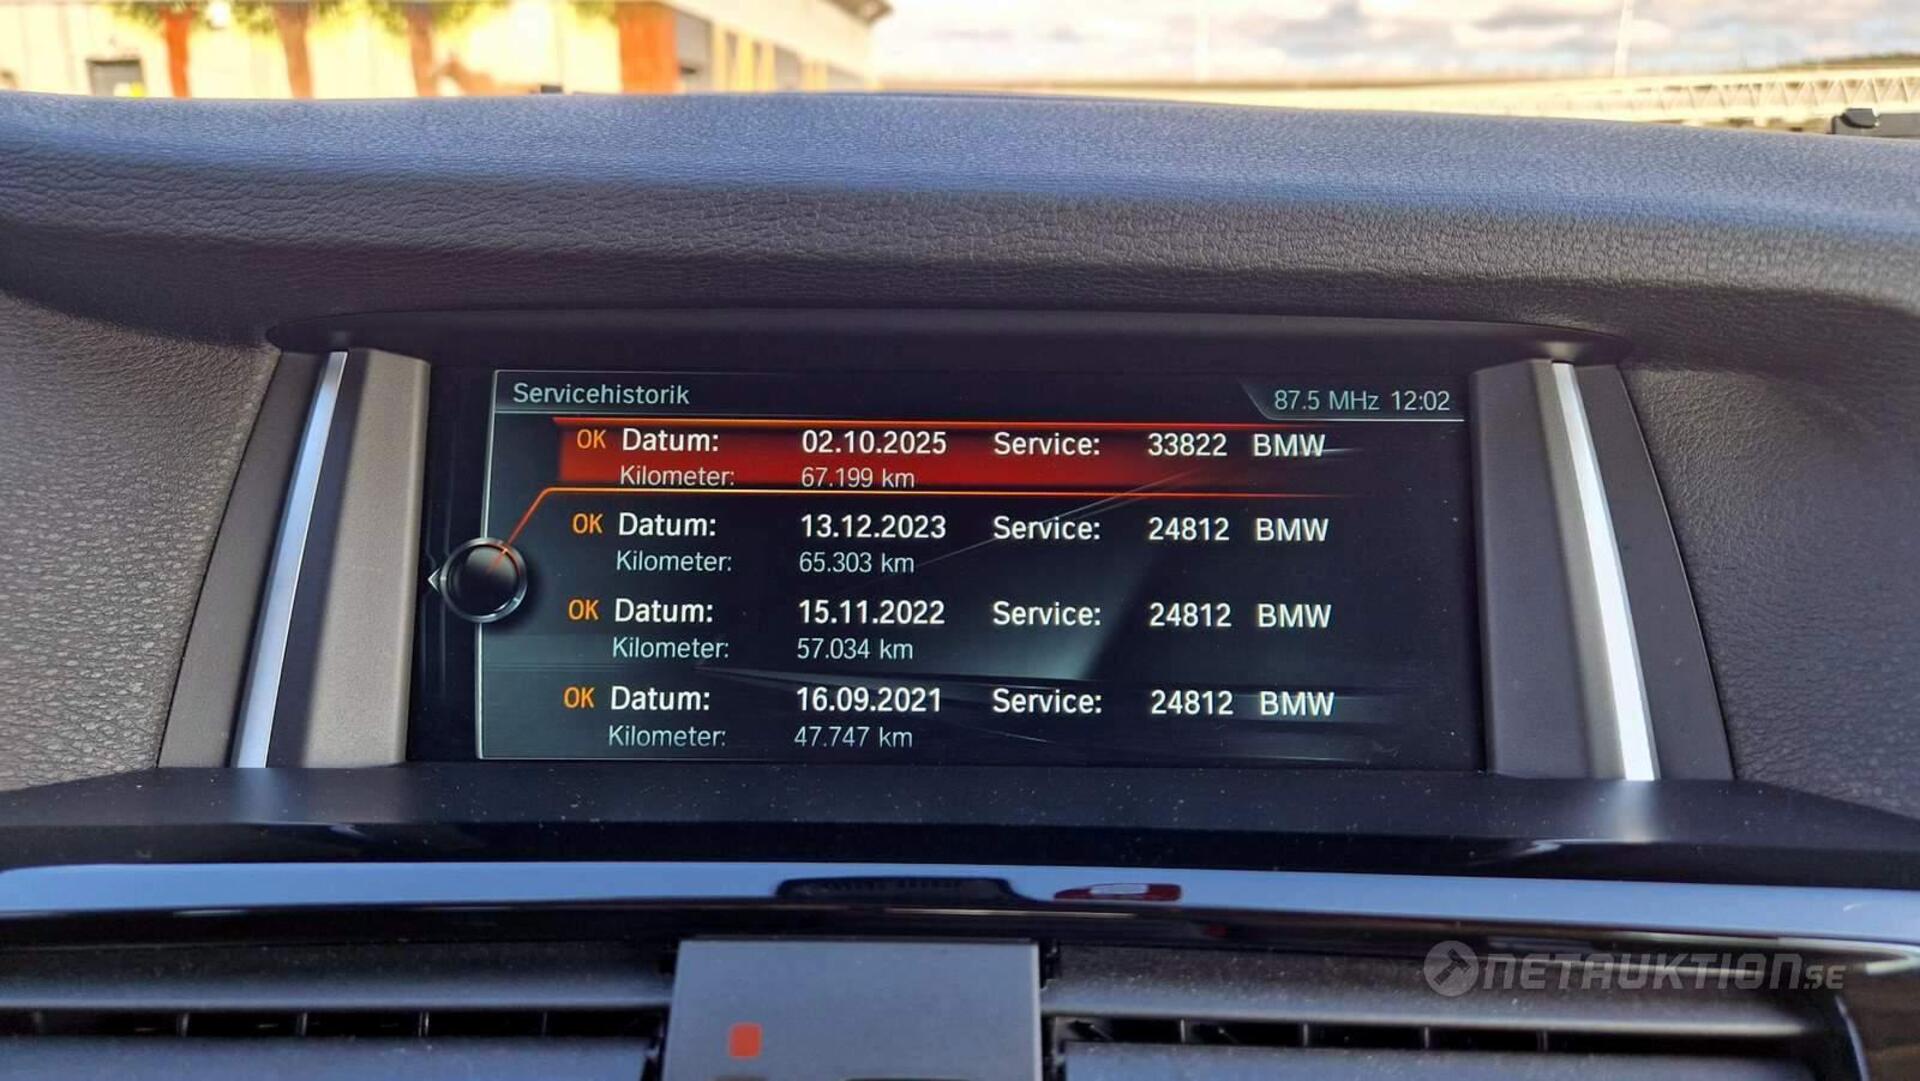 Servicehistorik 87.5 MHz 12:02
OK Datum: 02.10.2025 Service: 33822 BMW
Kilometer: 67.199 km
OK Datum: 13.12.2023 Service: 24812 BMW
Kilometer: 65.303 km
OK Datum: 15.11.2022 Service: 24812 BMW
Kilometer: 57.034 km
OK Datum: 16.09.2021 Service: 24812 BMW
Kilometer: 47.747 km
NETAUKTION.SE